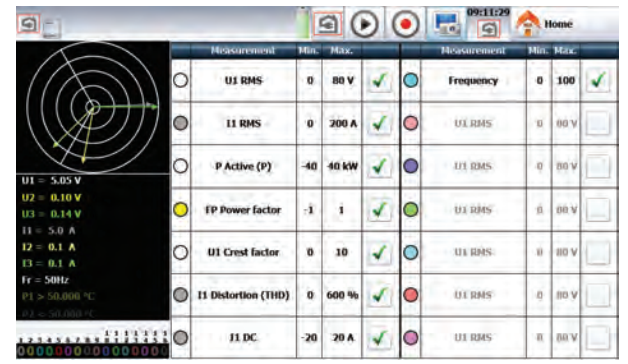 09:11:29
Home
Measurement Min. Max. Measurement Min. Max.
U1 RMS 0 80 V Frequency 0 100
I1 RMS 0 200 A U1 RMS 0 80 V
P Active (P) -40 40 kW U1 RMS 0 80 V
FP Power factor -1 1 U1 RMS 0 80 V
U1 Crest factor 0 10 U1 RMS 0 80 V
I1 Distortion (THD) 0 600 % U1 RMS 0 80 V
I1 DC -20 20 A U1 RMS 0 80 V
U1 = 5.05 V
U2 = 0.10 V
U3 = 0.14 V
I1 = 5.0 A
I2 = 0.1 A
I3 = 0.1 A
Fr = 50Hz
P1 > 50.000 °C
P2 < 50.000 °C